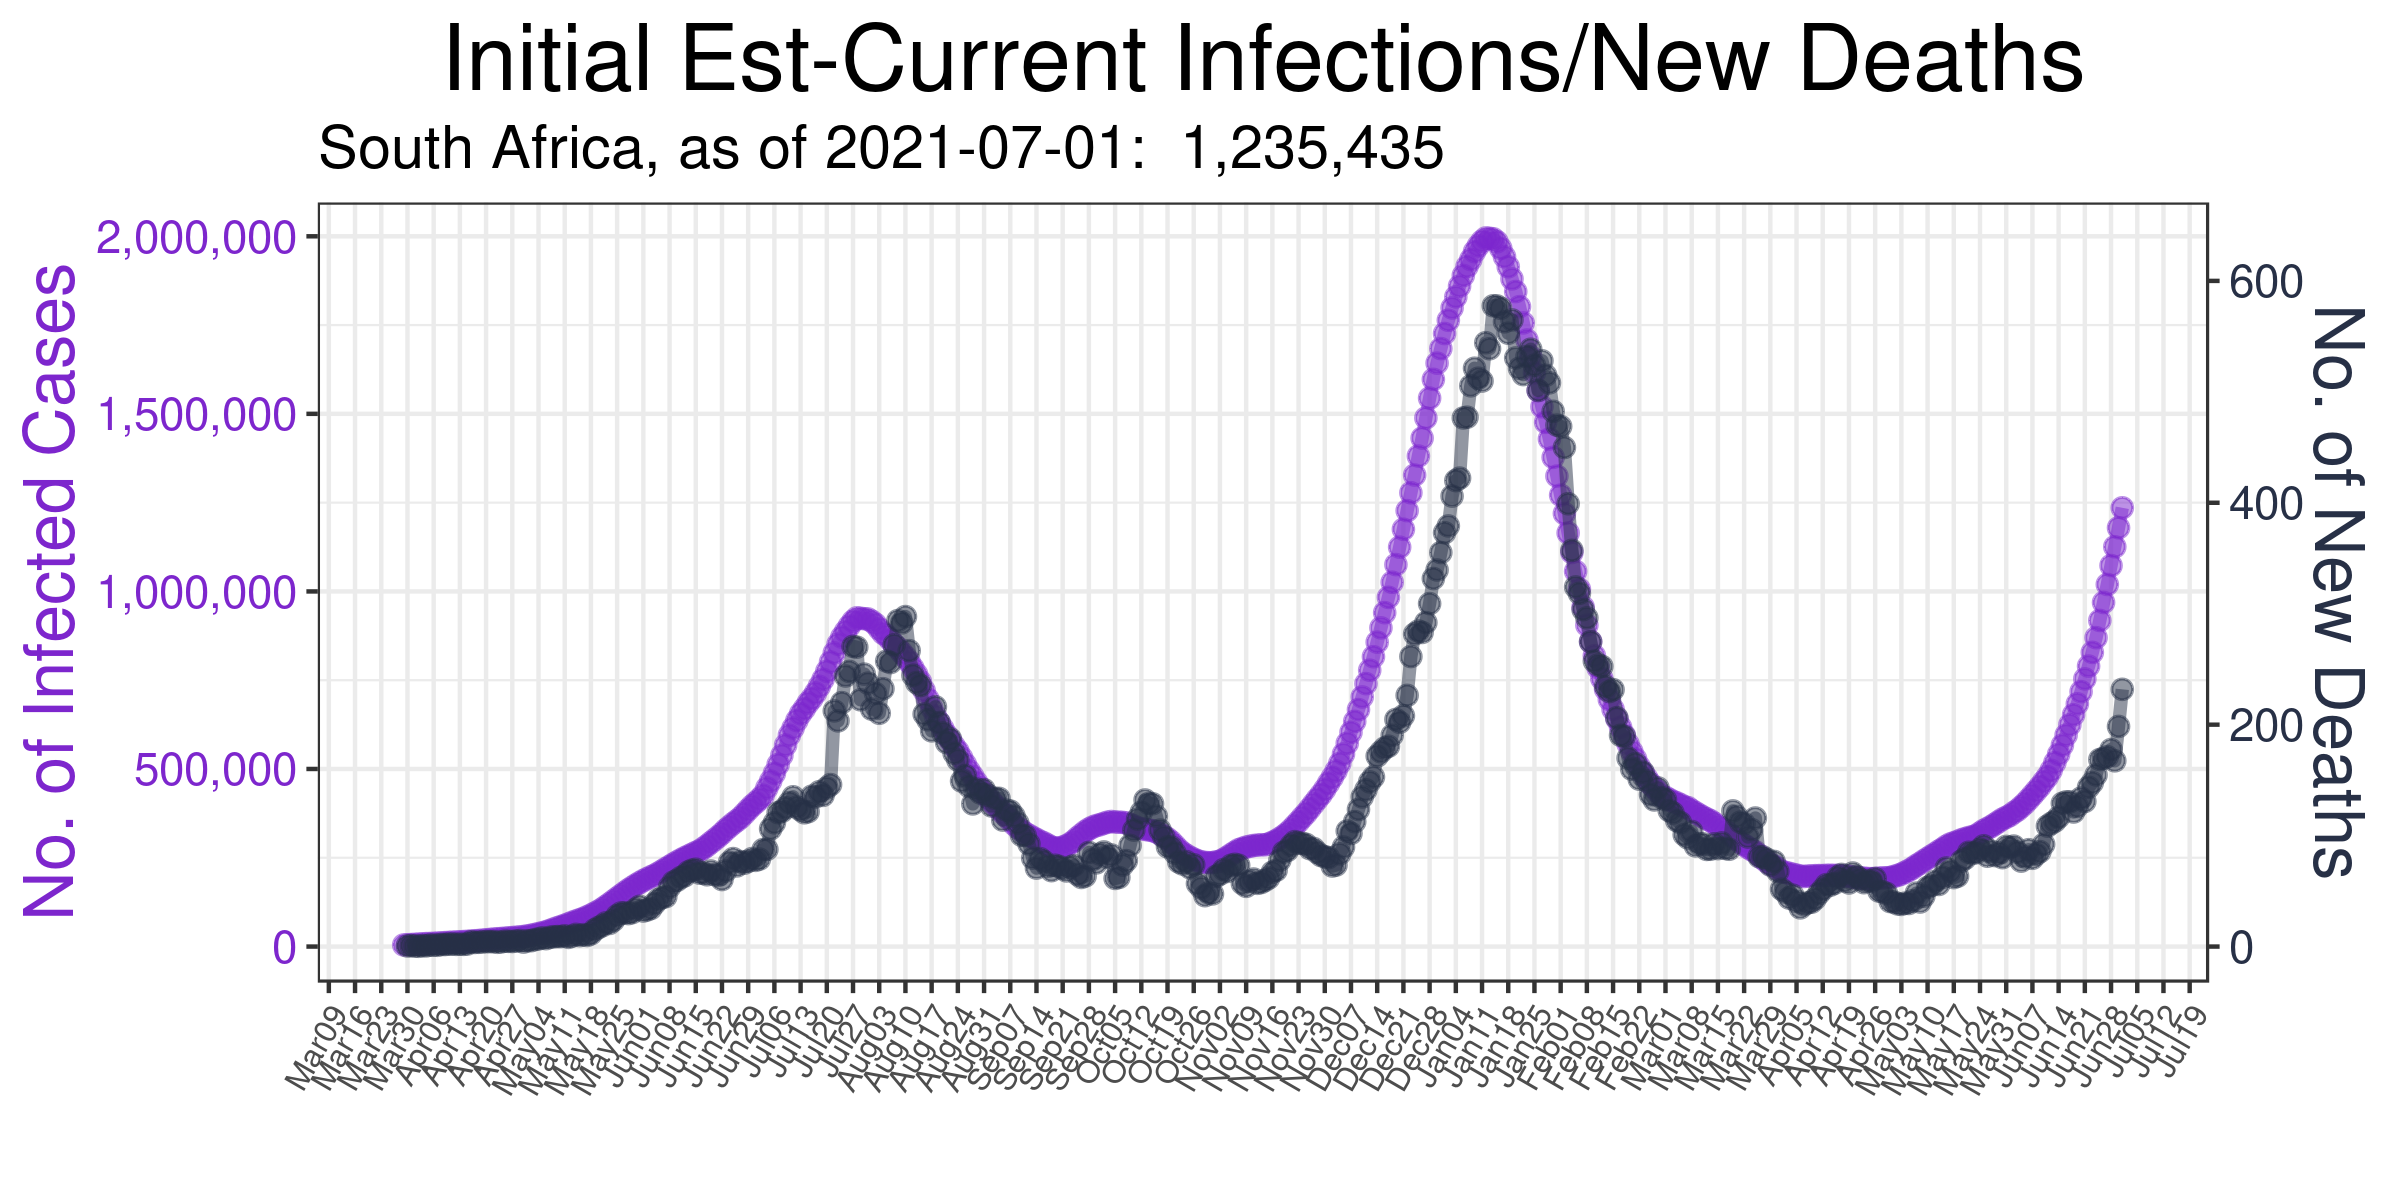 Initial Est-Current Infections/New Deaths
South Africa, as of 2021-07-01:  1,235,435
No. of Infected Cases
2,000,000
1,500,000
1,000,000
500,000
0
600
400
200
0
No. of New Deaths
Mar09
Mar16
Mar23
Mar30
Apr06
Apr13
Apr20
Apr27
May04
May11
May18
May25
Jun01
Jun08
Jun15
Jun22
Jun29
Jul06
Jul13
Jul20
Jul27
Aug03
Aug10
Aug17
Aug24
Aug31
Sep07
Sep14
Sep21
Sep28
Oct05
Oct12
Oct19
Oct26
Nov02
Nov09
Nov16
Nov23
Nov30
Dec07
Dec14
Dec21
Dec28
Jan04
Jan11
Jan18
Jan25
Feb01
Feb08
Feb15
Feb22
Mar01
Mar08
Mar15
Mar22
Mar29
Apr05
Apr12
Apr19
Apr26
May03
May10
May17
May24
May31
Jun07
Jun14
Jun21
Jun28
Jul05
Jul12
Jul19